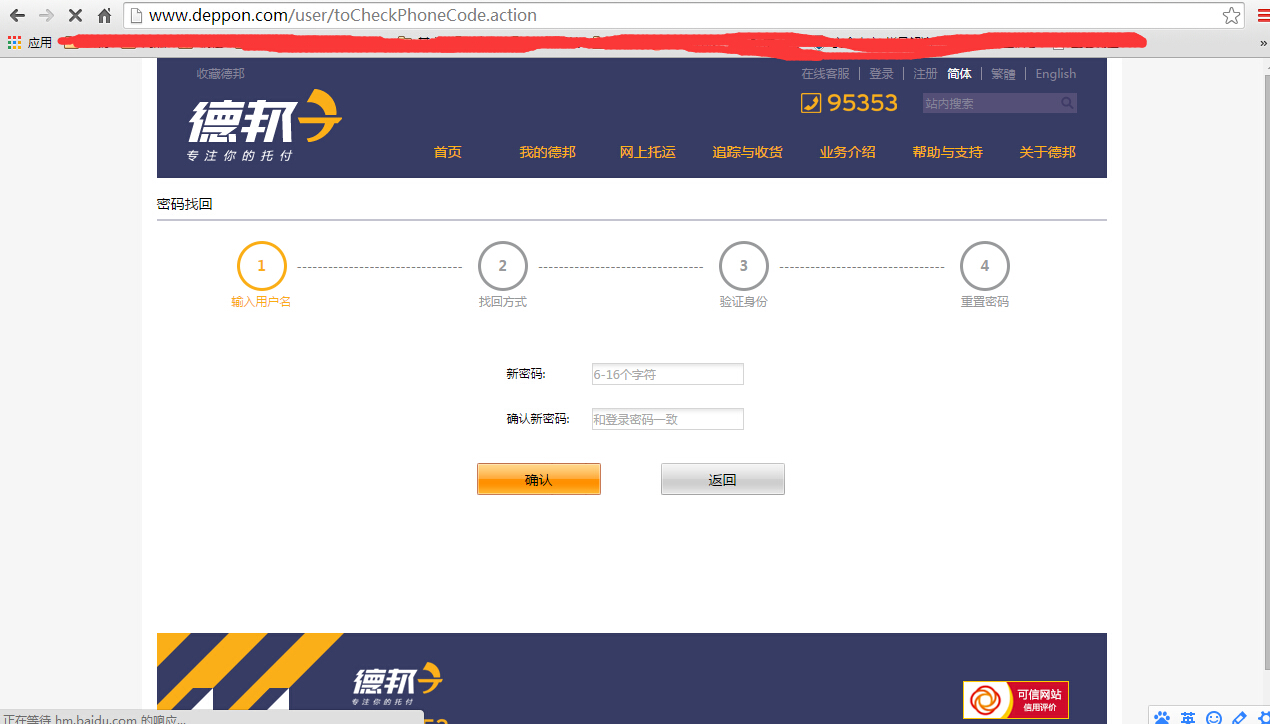 www.deppon.com/user/toCheckPhoneCode.action
应用
»
收藏德邦
在线客服 登录 注册 简体 繁體 English
德邦
专注你的托付
95353
站内搜索
首页 我的德邦 网上托运 追踪与收货 业务介绍 帮助与支持 关于德邦
密码找回
1 2 3 4
输入用户名 找回方式 验证身份 重置密码
新密码: 6-16个字符
确认新密码: 和登录密码一致
确认 返回
德邦
专注你的托付
可信网站
信用评价
正在等待 hm.baidu.com 的响应...
英